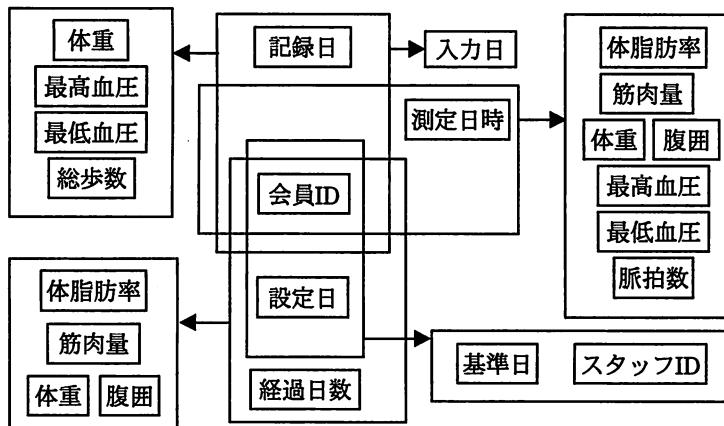 体重
最高血圧
最低血圧
総歩数
記録日
入力日
測定日時
会員ID
設定日
経過日数
体脂肪率
筋肉量
体重 腹囲
最高血圧
最低血圧
脈拍数
体脂肪率
筋肉量
体重 腹囲
基準日 スタッフID